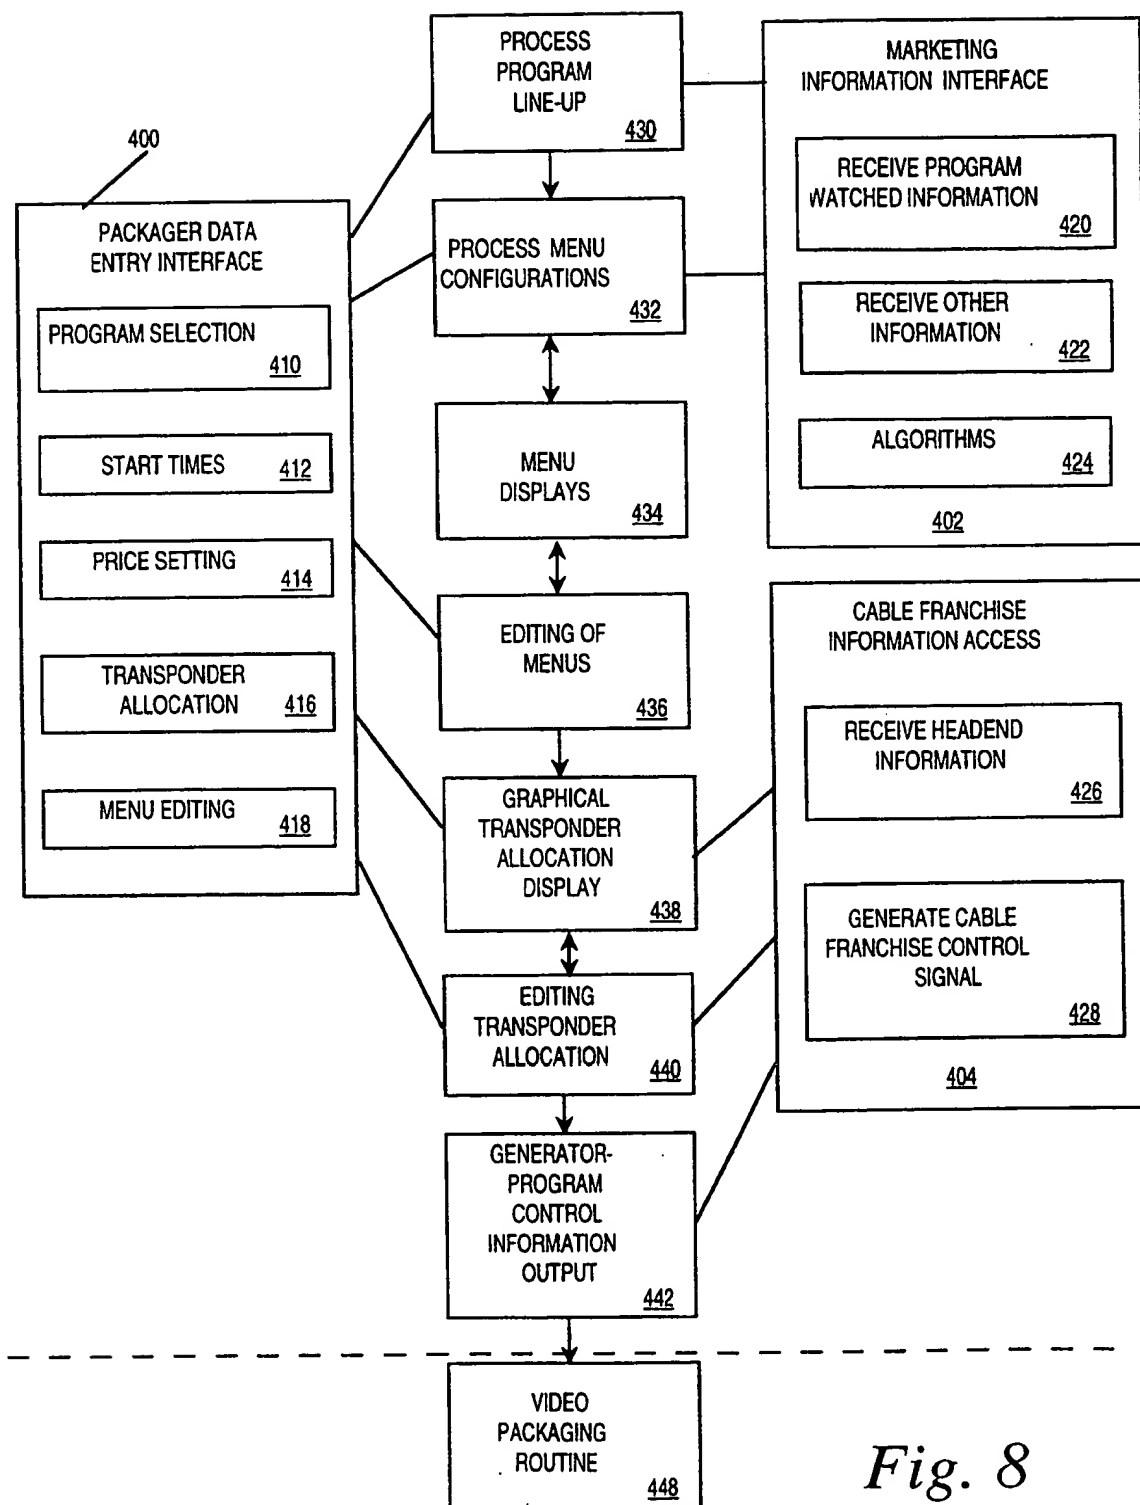 PROCESS
PROGRAM
LINE-UP
430
400
PACKAGER DATA
ENTRY INTERFACE
PROGRAM SELECTION
410
START TIMES
412
PRICE SETTING
414
TRANSPONDER
ALLOCATION
416
MENU EDITING
418
PROCESS MENU
CONFIGURATIONS
432
MENU
DISPLAYS
434
EDITING OF
MENUS
436
GRAPHICAL
TRANSPONDER
ALLOCATION
DISPLAY
438
EDITING
TRANSPONDER
ALLOCATION
440
GENERATOR-
PROGRAM
CONTROL
INFORMATION
OUTPUT
442
VIDEO
PACKAGING
ROUTINE
448
MARKETING
INFORMATION INTERFACE
RECEIVE PROGRAM
WATCHED INFORMATION
420
RECEIVE OTHER
INFORMATION
422
ALGORITHMS
424
402
CABLE FRANCHISE
INFORMATION ACCESS
RECEIVE HEADEND
INFORMATION
426
GENERATE CABLE
FRANCHISE CONTROL
SIGNAL
428
404
Fig. 8